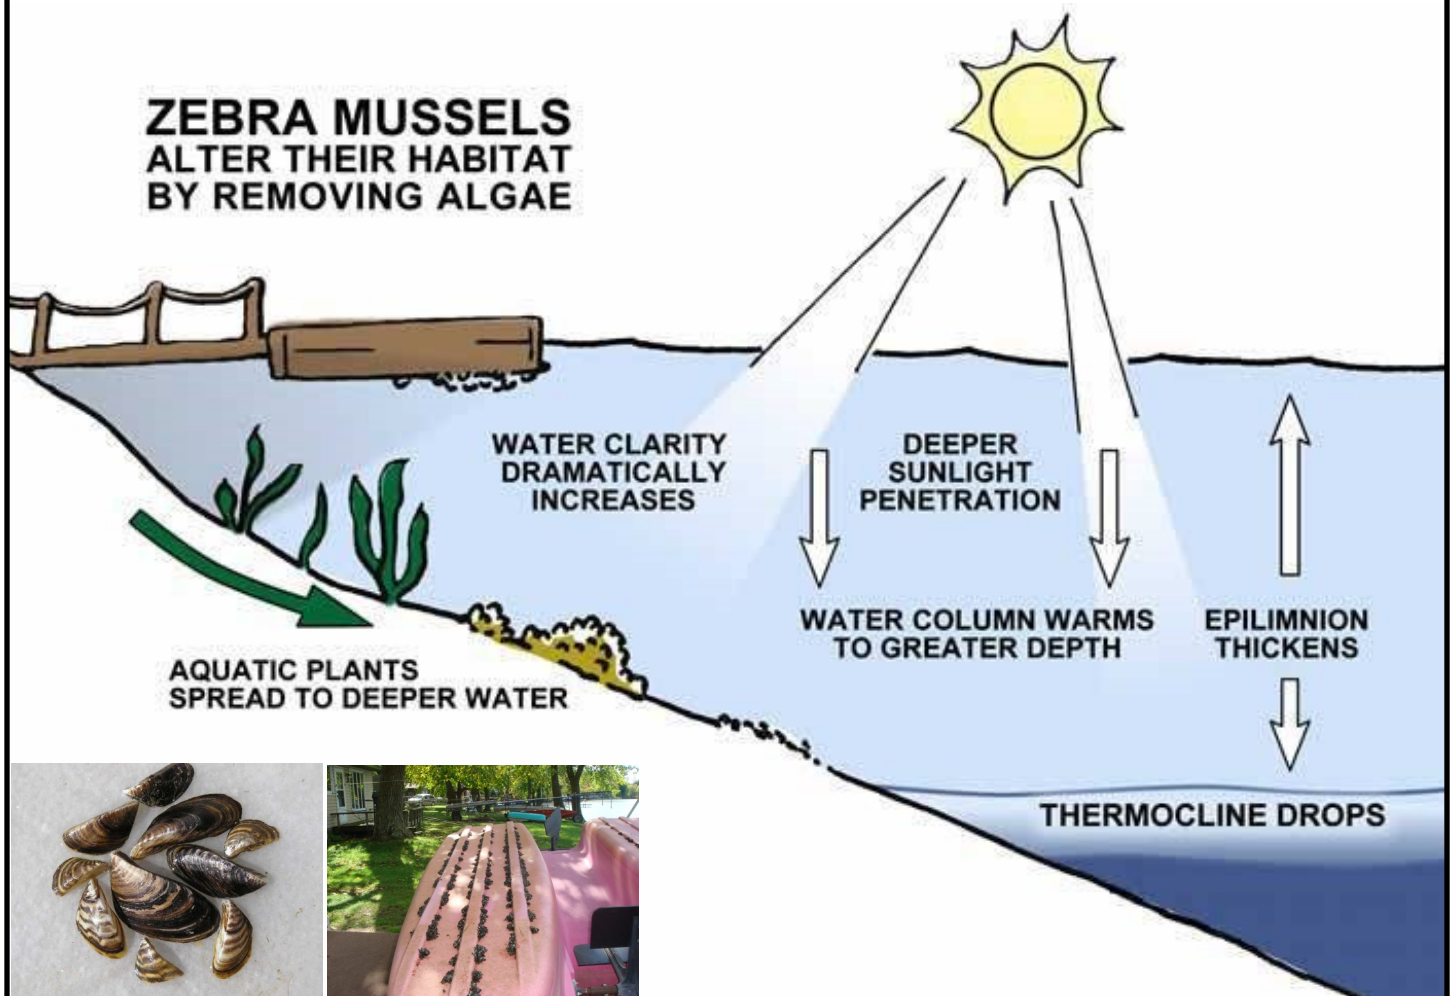 ZEBRA MUSSELS
ALTER THEIR HABITAT
BY REMOVING ALGAE
WATER CLARITY
DRAMATICALLY
INCREASES
DEEPER
SUNLIGHT
PENETRATION
WATER COLUMN WARMS
TO GREATER DEPTH
EPILIMNION
THICKENS
AQUATIC PLANTS
SPREAD TO DEEPER WATER
THERMOCLINE DROPS